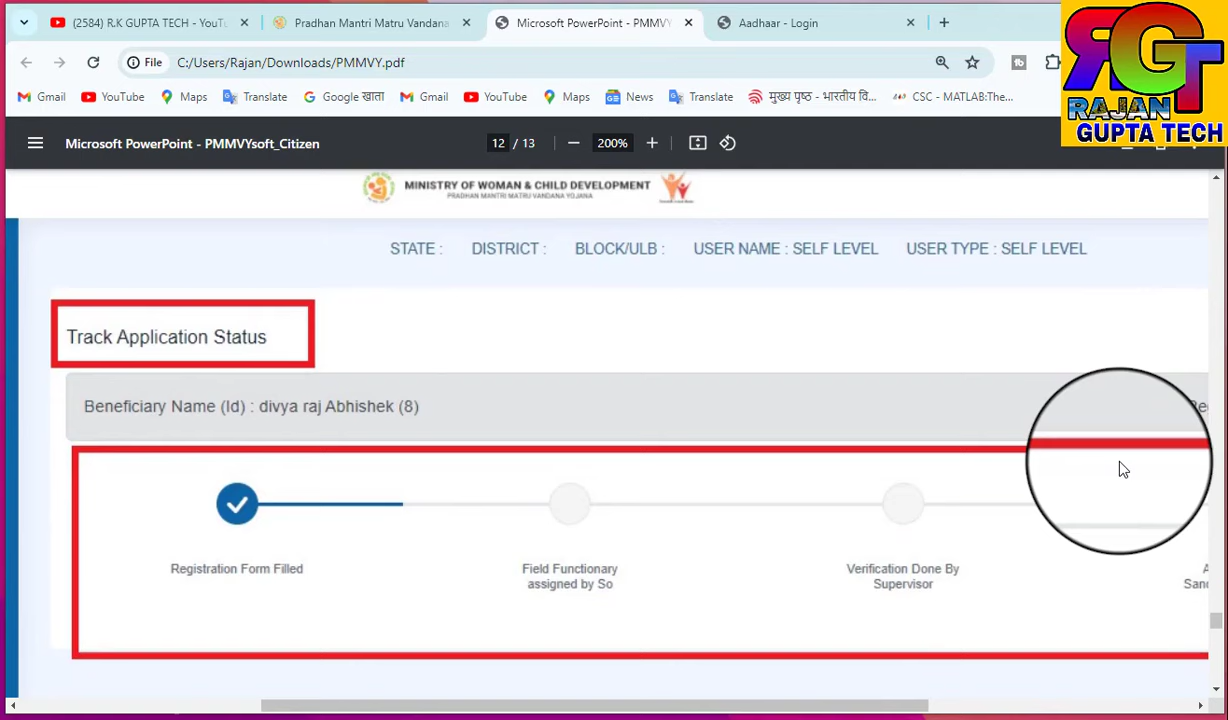 (2584) R.K GUPTA TECH - YouTu
Pradhan Mantri Matru Vandana
Microsoft PowerPoint - PMMVY
Aadhaar - Login
File
C:/Users/Rajan/Downloads/PMMVY.pdf
Gmail
YouTube
Maps
Translate
Google खाता
Gmail
YouTube
Maps
News
Translate
मुख्य पृष्ठ - भारतीय वि...
CSC - MATLAB:The...
RGT
RAJAN
GUPTA TECH
Microsoft PowerPoint - PMMVYsoft_Citizen
12 / 13
200%
MINISTRY OF WOMAN & CHILD DEVELOPMENT
PRADHAN MANTRI MATRU VANDANA YOJANA
STATE : DISTRICT : BLOCK/ULB : USER NAME : SELF LEVEL USER TYPE : SELF LEVEL
Track Application Status
Beneficiary Name (Id) : divya raj Abhishek (8)
Registration Form Filled
Field Functionary
assigned by So
Verification Done By
Supervisor